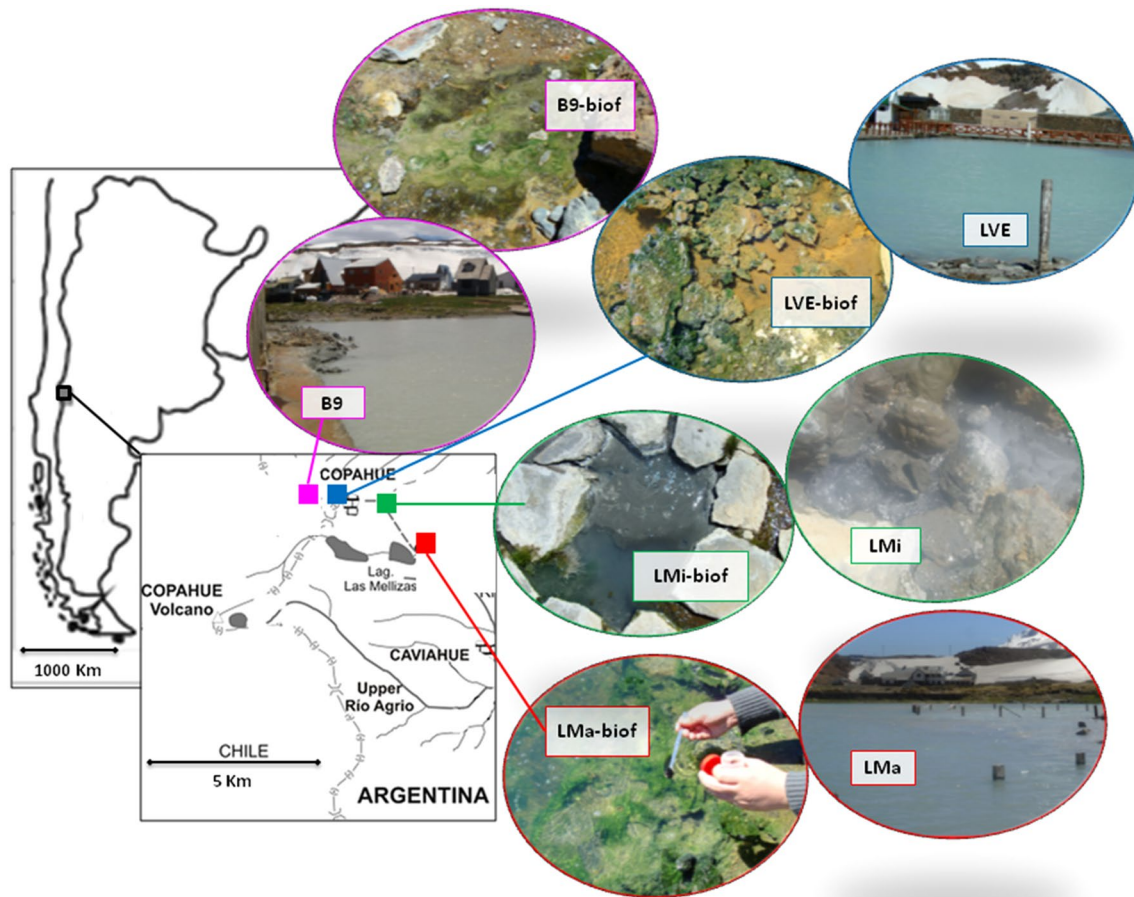 B9-biof
LVE
LVE-biof
B9
LMi
LMi-biof
COPAHUE
Lag.
Las Mellizas
COPAHUE
Volcano
CAVIAHUE
Upper
Río Agrio
1000 Km
CHILE
5 Km
ARGENTINA
LMa-biof
LMa